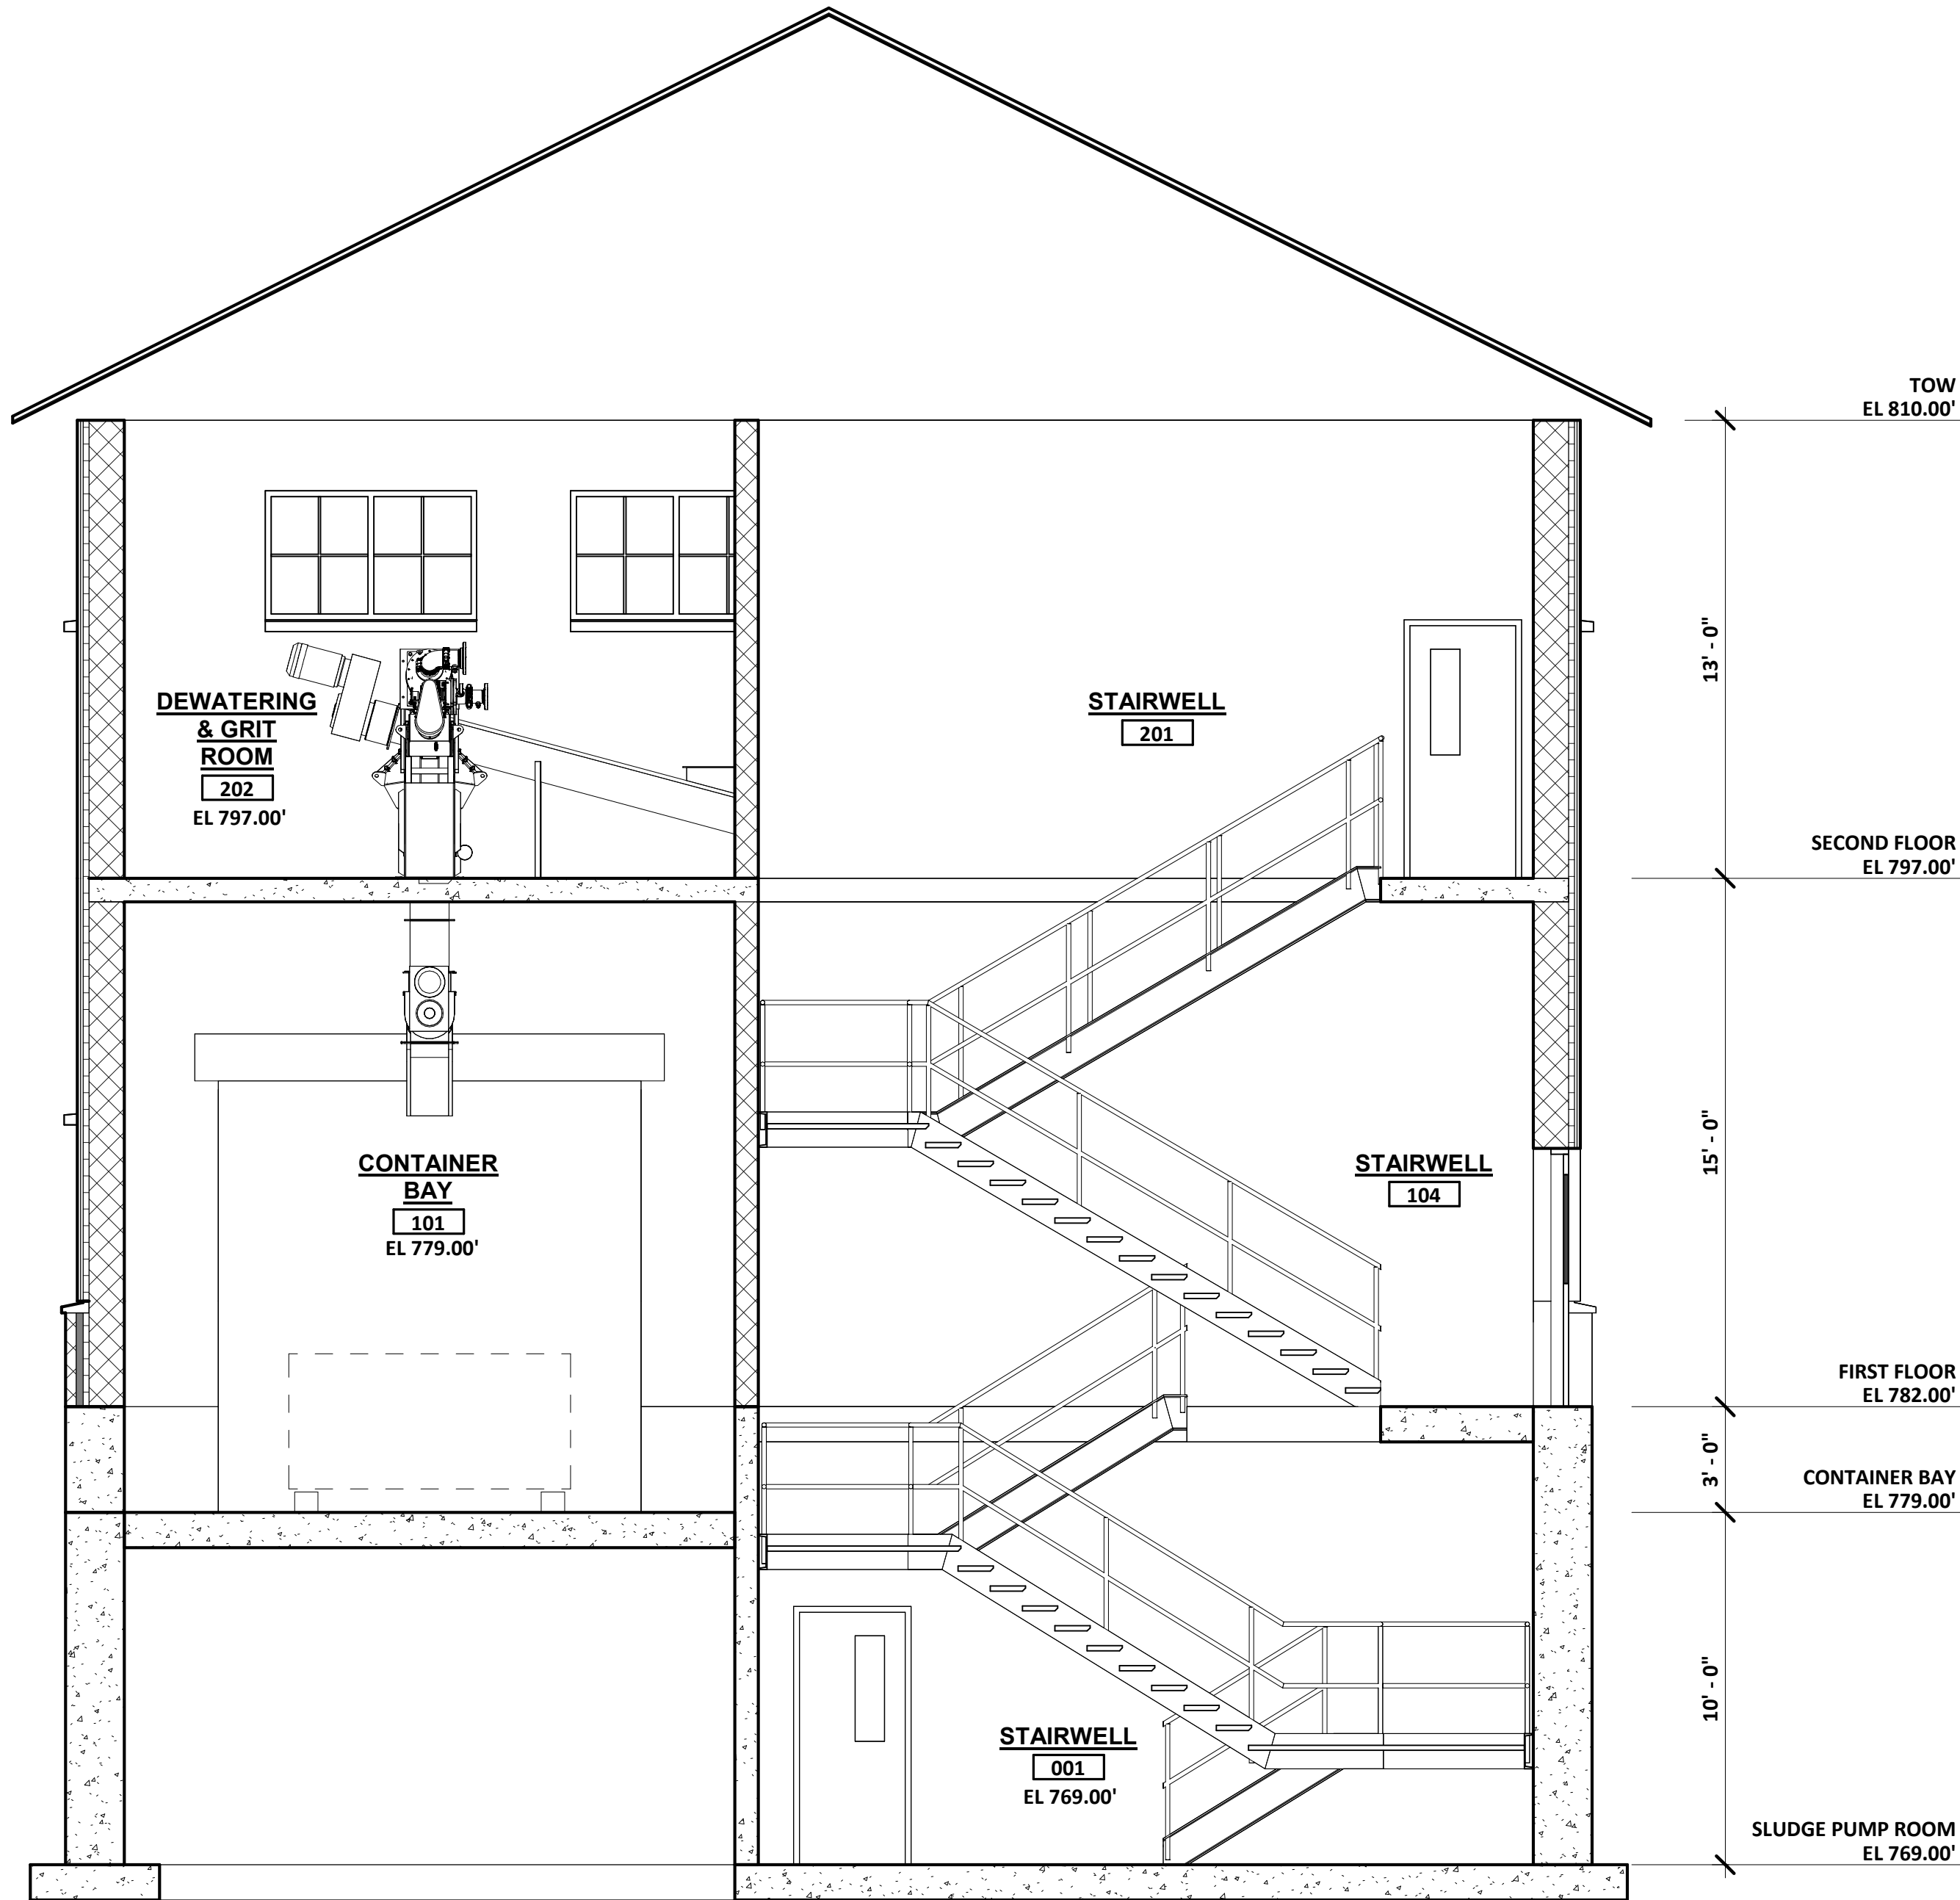 TOW
EL 810.00'
13' - 0"
DEWATERING
& GRIT
ROOM
202
EL 797.00'
STAIRWELL
201
SECOND FLOOR
EL 797.00'
15' - 0"
CONTAINER
BAY
101
EL 779.00'
STAIRWELL
104
FIRST FLOOR
EL 782.00'
3' - 0"
CONTAINER BAY
EL 779.00'
10' - 0"
STAIRWELL
001
EL 769.00'
SLUDGE PUMP ROOM
EL 769.00'